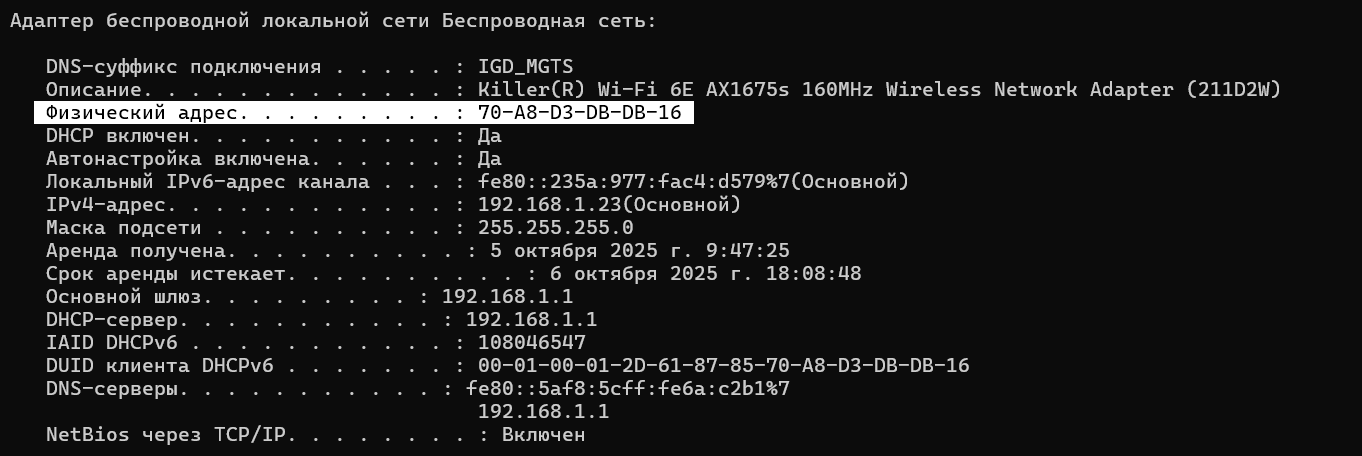 Адаптер беспроводной локальной сети Беспроводная сеть:
DNS-суффикс подключения . . . . . : IGD_MGTS
Описание. . . . . . . . . . . . . : Killer(R) Wi-Fi 6E AX1675s 160MHz Wireless Network Adapter (211D2W)
Физический адрес. . . . . . . . . : 70-A8-D3-DB-DB-16
DHCP включен. . . . . . . . . . . : Да
Автонастройка включена. . . . . . : Да
Локальный IPv6-адрес канала . . . : fe80::235a:977:fac4:d579%7(Основной)
IPv4-адрес. . . . . . . . . . . . : 192.168.1.23(Основной)
Маска подсети . . . . . . . . . . : 255.255.255.0
Аренда получена. . . . . . . . . . : 5 октября 2025 г. 9:47:25
Срок аренды истекает. . . . . . . . . . : 6 октября 2025 г. 18:08:48
Основной шлюз. . . . . . . . . : 192.168.1.1
DHCP-сервер. . . . . . . . . . . : 192.168.1.1
IAID DHCPv6 . . . . . . . . . . . : 108046547
DUID клиента DHCPv6 . . . . . . . : 00-01-00-01-2D-61-87-85-70-A8-D3-DB-DB-16
DNS-серверы. . . . . . . . . . . : fe80::5af8:5cff:fe6a:c2b1%7
192.168.1.1
NetBios через TCP/IP. . . . . . . . : Включен